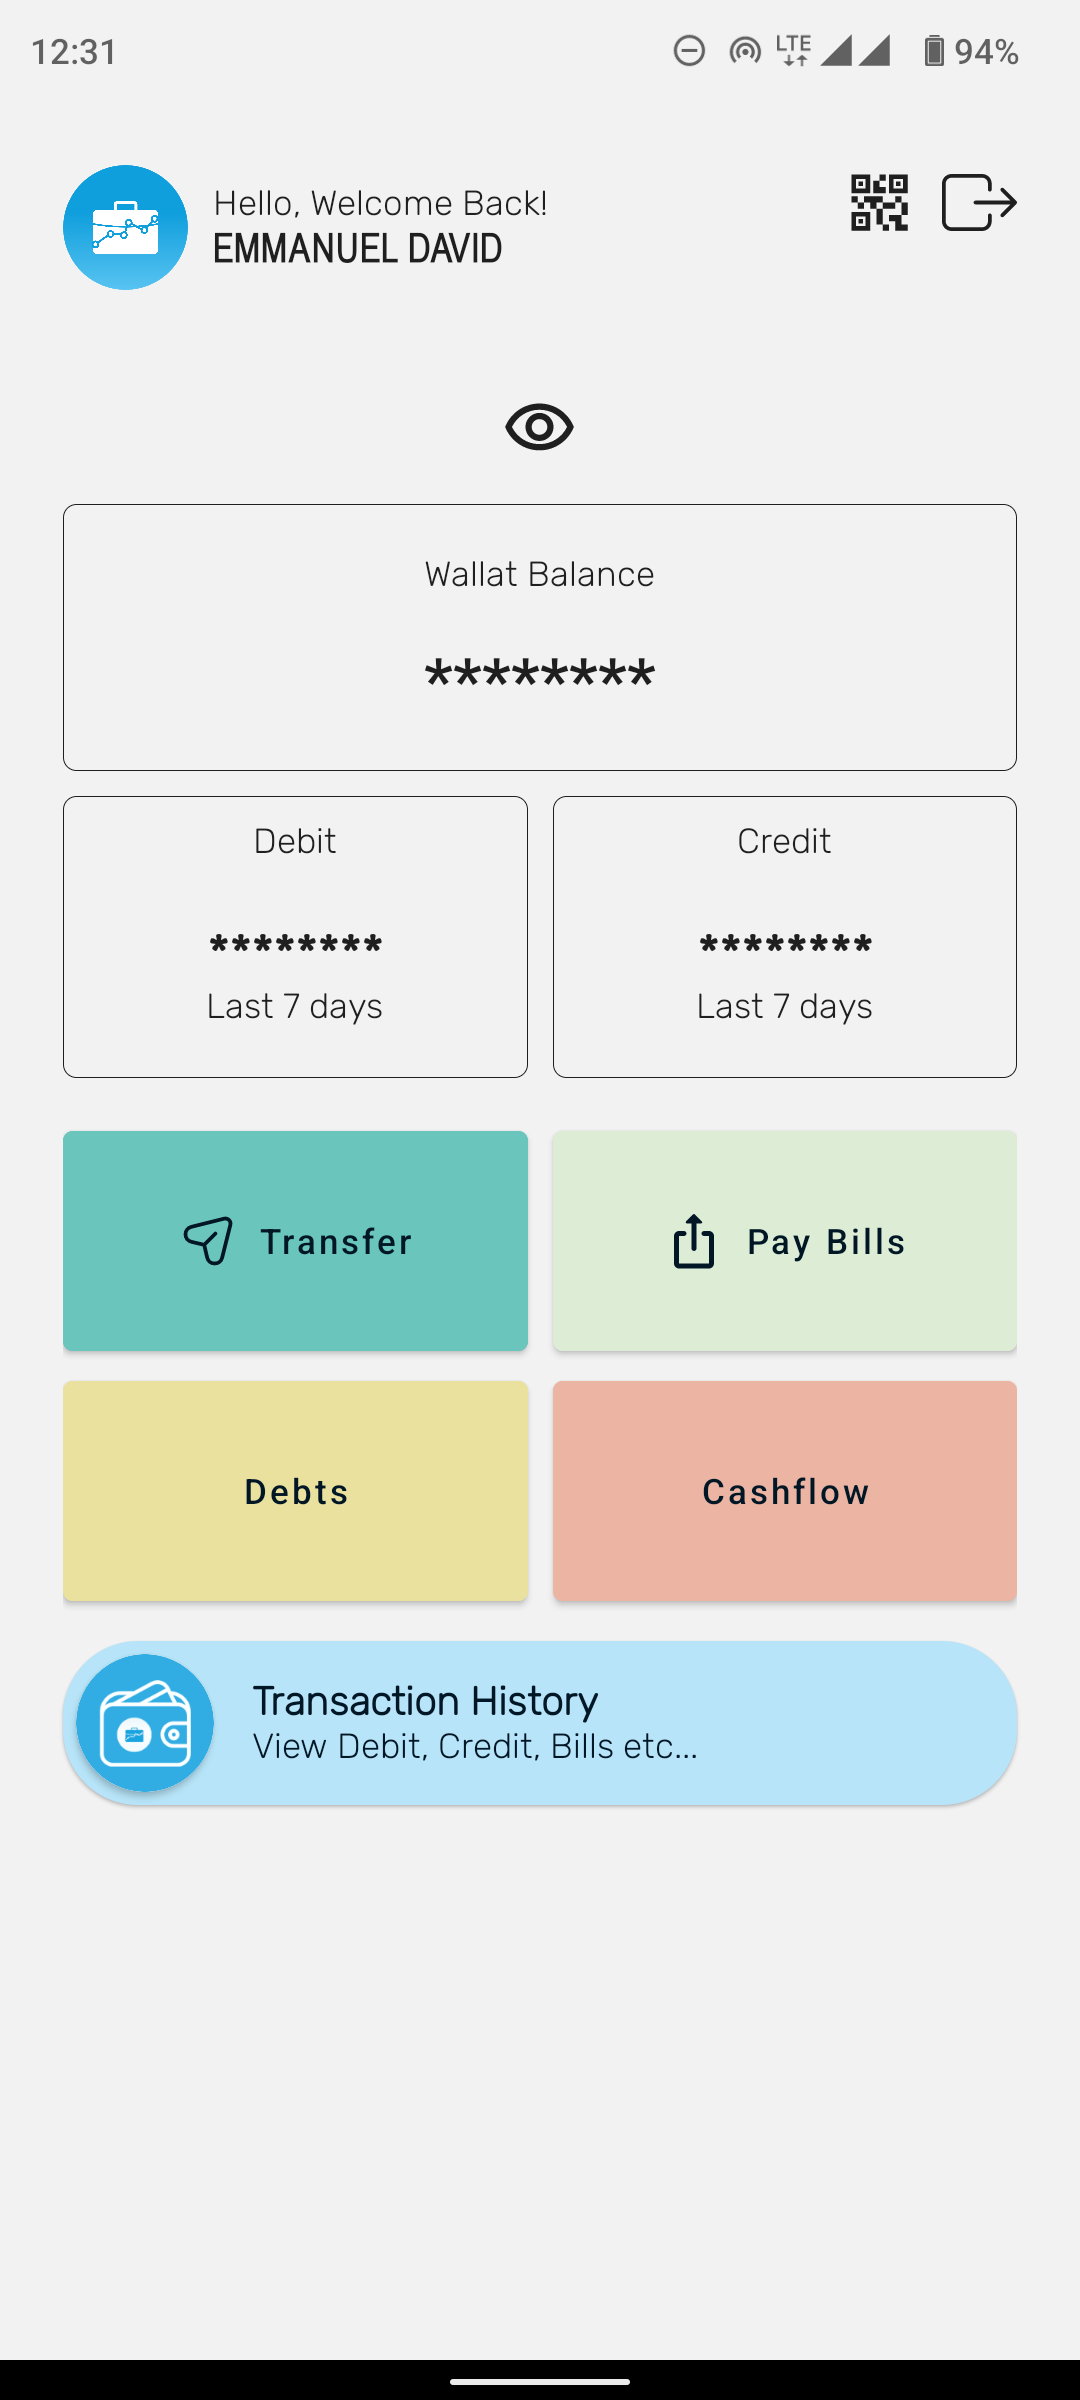 12:31
LTE
94%
Hello, Welcome Back!
EMMANUEL DAVID
Wallat Balance
********
Debit
********
Last 7 days
Credit
********
Last 7 days
Transfer
Pay Bills
Debts
Cashflow
Transaction History
View Debit, Credit, Bills etc...